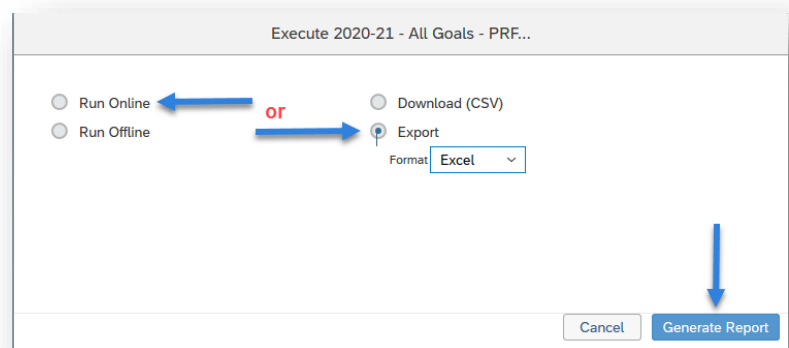 Execute 2020-21 - All Goals - PRF...
Run Online
or
Download (CSV)
Run Offline
Export
Format Excel
Cancel
Generate Report